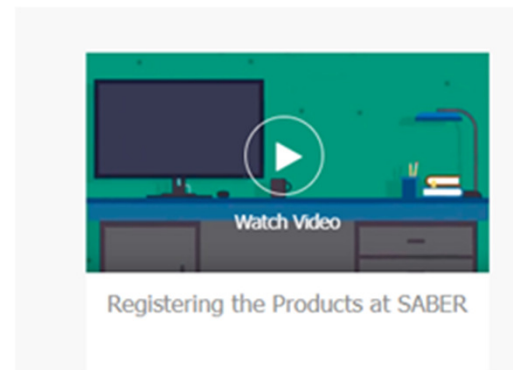 Watch Video
Registering the Products at SABER